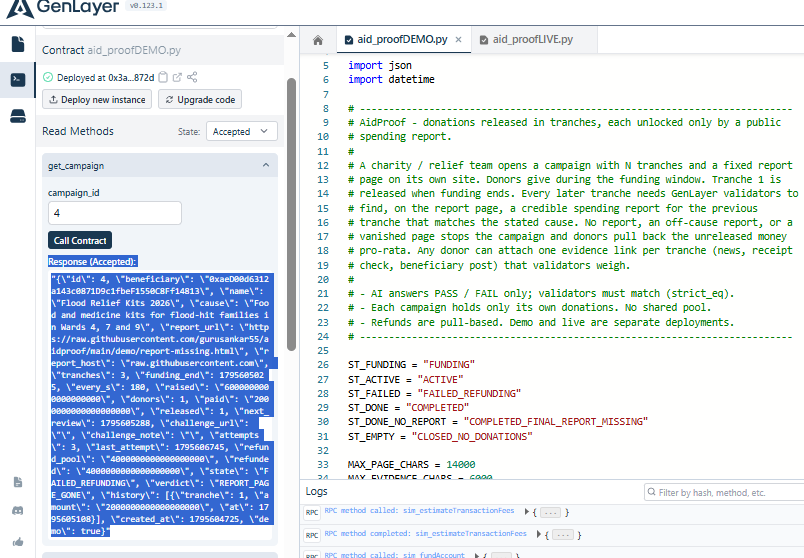 GenLayer v0.123.1
Contract aid_proofDEMO.py
Deployed at 0x3a...872d
Deploy new instance
Upgrade code
Read Methods
State: Accepted
get_campaign
campaign_id
4
Call Contract
Response (Accepted):
"{\"id\": 4, \"beneficiary\": \"0xaeD00d6312
a143c0871D9c1fbeF1550C8Ff14813\", \"name\":
\"Flood Relief Kits 2026\", \"cause\": \"Foo
d and medicine kits for flood-hit families i
n Wards 4, 7 and 9\", \"report_url\": \"http
s://raw.githubusercontent.com/gurusankar55/a
idproof/main/demo/report-missing.html\", \"r
eport_host\": \"raw.githubusercontent.com\",
\"tranches\": 3, \"funding_end\": 179560502
5, \"every_s\": 180, \"raised\": \"600000000
0000000000\", \"donors\": 1, \"paid\": \"200
0000000000000000\", \"released\": 1, \"next_
review\": 1795605288, \"challenge_url\":
\"\", \"challenge_note\": \"\", \"attempts
\": 3, \"last_attempt\": 1795606745, \"refun
d_pool\": \"4000000000000000000\", \"refunde
d\": \"4000000000000000000\", \"state\": \"F
AILED_REFUNDING\", \"verdict\": \"REPORT_PAG
E_GONE\", \"history\": [{\"tranche\": 1, \"a
mount\": \"2000000000000000000\", \"at\": 17
95605108}], \"created_at\": 1795604725, \"de
mo\": true}"
aid_proofDEMO.py
aid_proofLIVE.py
5 import json
6 import datetime
7
8 # ---------------------------------------------------------------------------
9 # AidProof - donations released in tranches, each unlocked only by a public
10 # spending report.
11 #
12 # A charity / relief team opens a campaign with N tranches and a fixed report
13 # page on its own site. Donors give during the funding window. Tranche 1 is
14 # released when funding ends. Every later tranche needs GenLayer validators to
15 # find, on the report page, a credible spending report for the previous
16 # tranche that matches the stated cause. No report, an off-cause report, or a
17 # vanished page stops the campaign and donors pull back the unreleased money
18 # pro-rata. Any donor can attach one evidence link per tranche (news, receipt
19 # check, beneficiary post) that validators weigh.
20 #
21 # - AI answers PASS / FAIL only; validators must match (strict_eq).
22 # - Each campaign holds only its own donations. No shared pool.
23 # - Refunds are pull-based. Demo and live are separate deployments.
24 # ---------------------------------------------------------------------------
25
26 ST_FUNDING = "FUNDING"
27 ST_ACTIVE = "ACTIVE"
28 ST_FAILED = "FAILED_REFUNDING"
29 ST_DONE = "COMPLETED"
30 ST_DONE_NO_REPORT = "COMPLETED_FINAL_REPORT_MISSING"
31 ST_EMPTY = "CLOSED_NO_DONATIONS"
32
33 MAX_PAGE_CHARS = 14000
34 MAX_EVIDENCE_CHARS = 6000
Logs
Filter by hash, method, etc.
RPC RPC method called: sim_estimateTransactionFees { ... }
RPC RPC method completed: sim_estimateTransactionFees { ... }
RPC RPC method called: sim_fundAccount { ... }